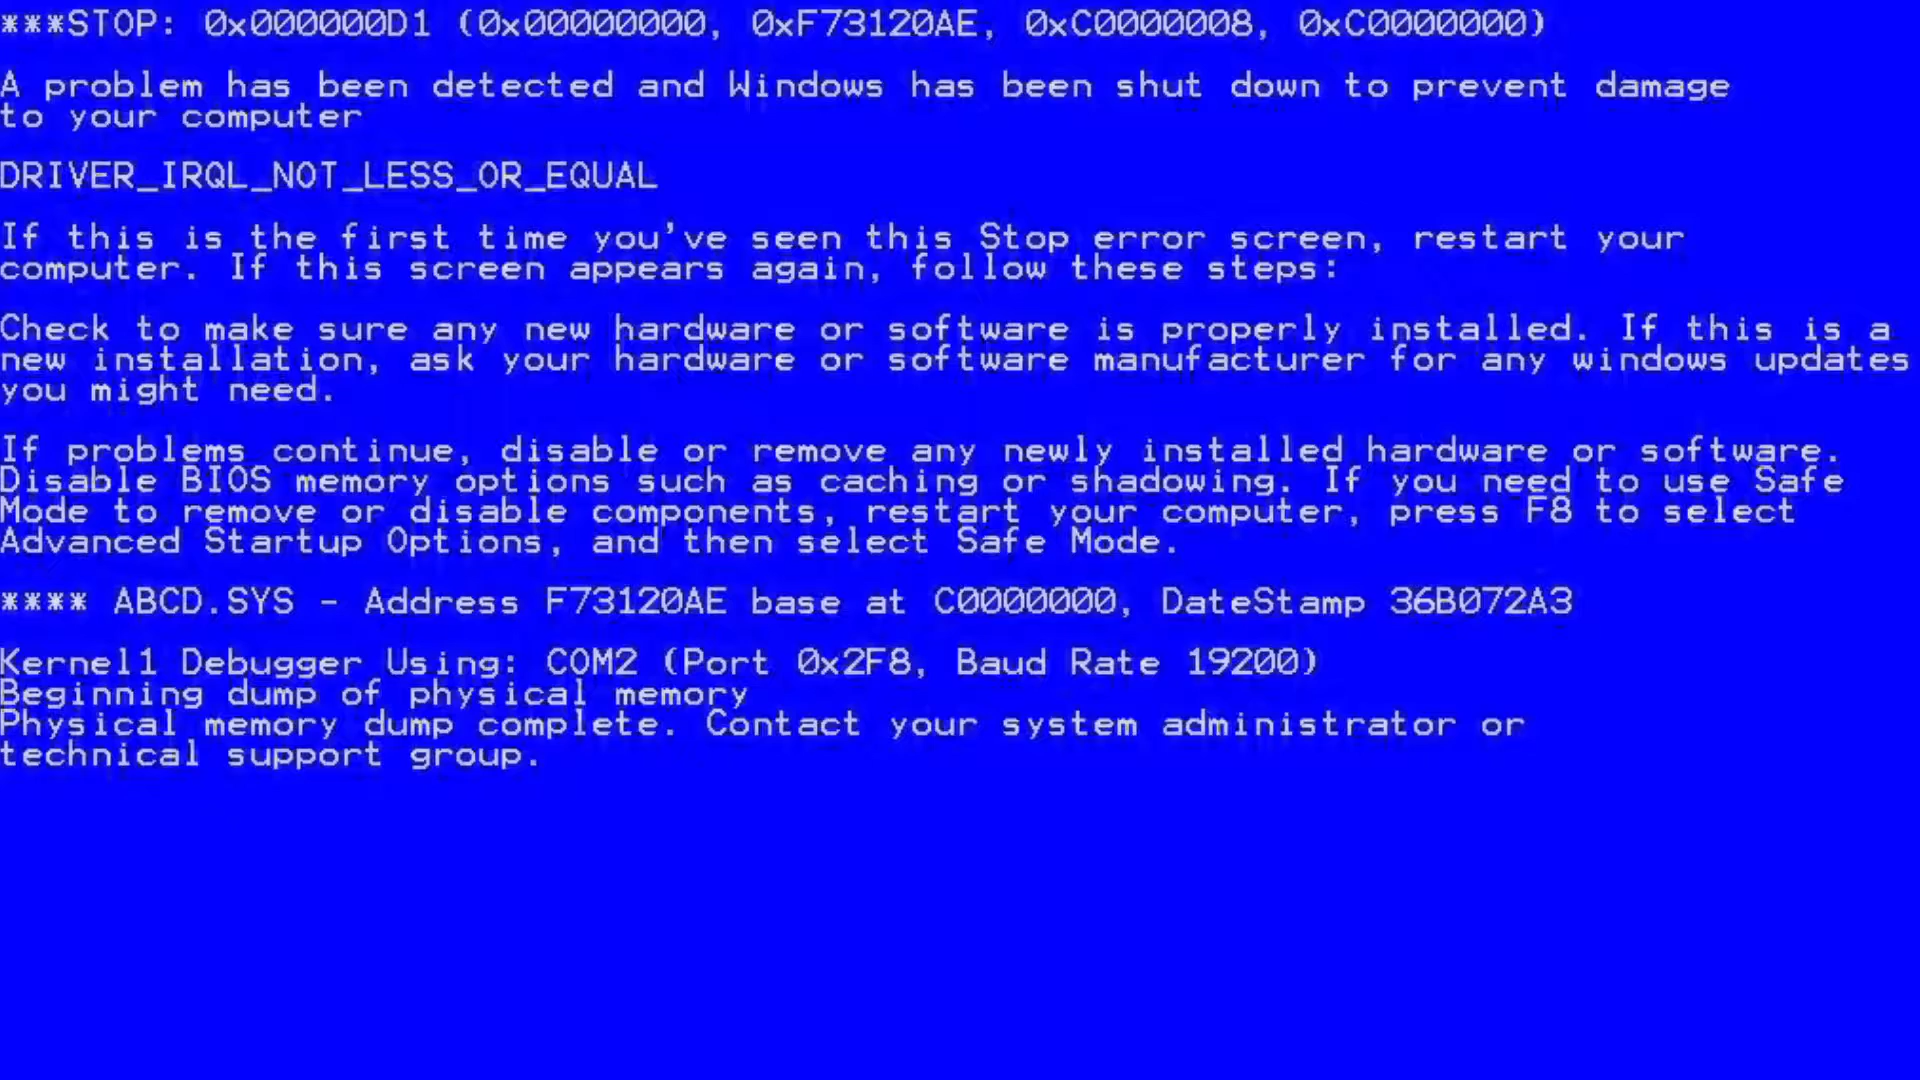 ***STOP: 0x000000D1 (0x00000000, 0xF73120AE, 0xC0000008, 0xC0000000)
A problem has been detected and Windows has been shut down to prevent damage
to your computer
DRIVER_IRQL_NOT_LESS_OR_EQUAL
If this is the first time you've seen this Stop error screen, restart your
computer. If this screen appears again, follow these steps:
Check to make sure any new hardware or software is properly installed. If this is a
new installation, ask your hardware or software manufacturer for any windows updates
you might need.
If problems continue, disable or remove any newly installed hardware or software.
Disable BIOS memory options such as caching or shadowing. If you need to use Safe
Mode to remove or disable components, restart your computer, press F8 to select
Advanced Startup Options, and then select Safe Mode.
**** ABCD.SYS - Address F73120AE base at C0000000, DateStamp 36B072A3
Kernel1 Debugger Using: COM2 (Port 0x2F8, Baud Rate 19200)
Beginning dump of physical memory
Physical memory dump complete. Contact your system administrator or
technical support group.